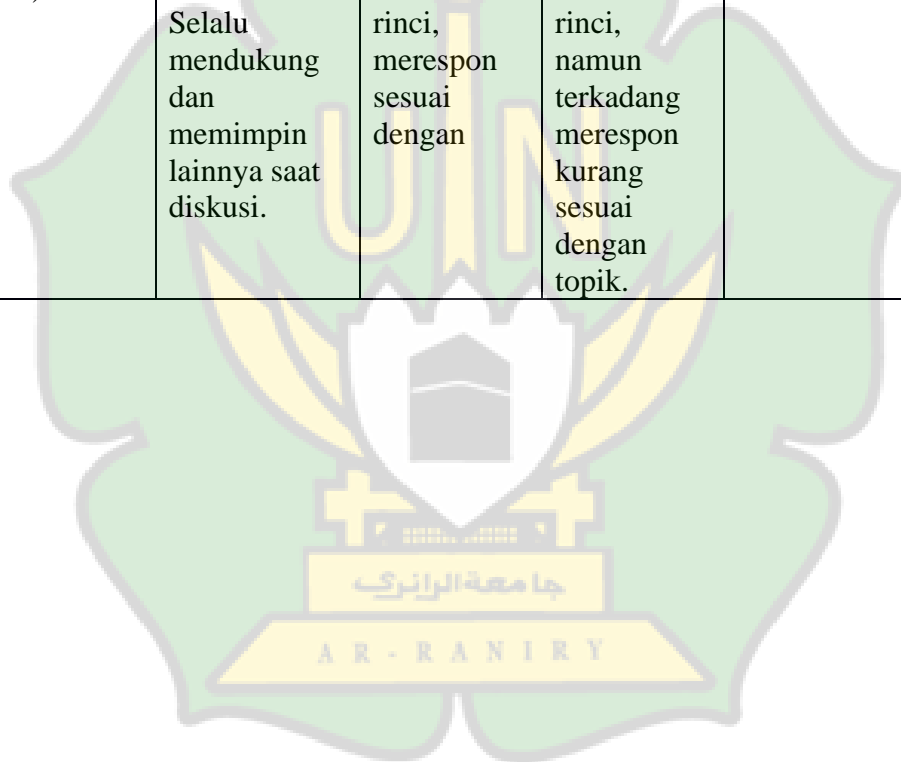 Selalu
mendukung
dan
memimpin
lainnya saat
diskusi.
rinci,
merespon
sesuai
dengan
rinci,
namun
terkadang
merespon
kurang
sesuai
dengan
topik.
UIN
جامعة الرانري
AR-RANIRY